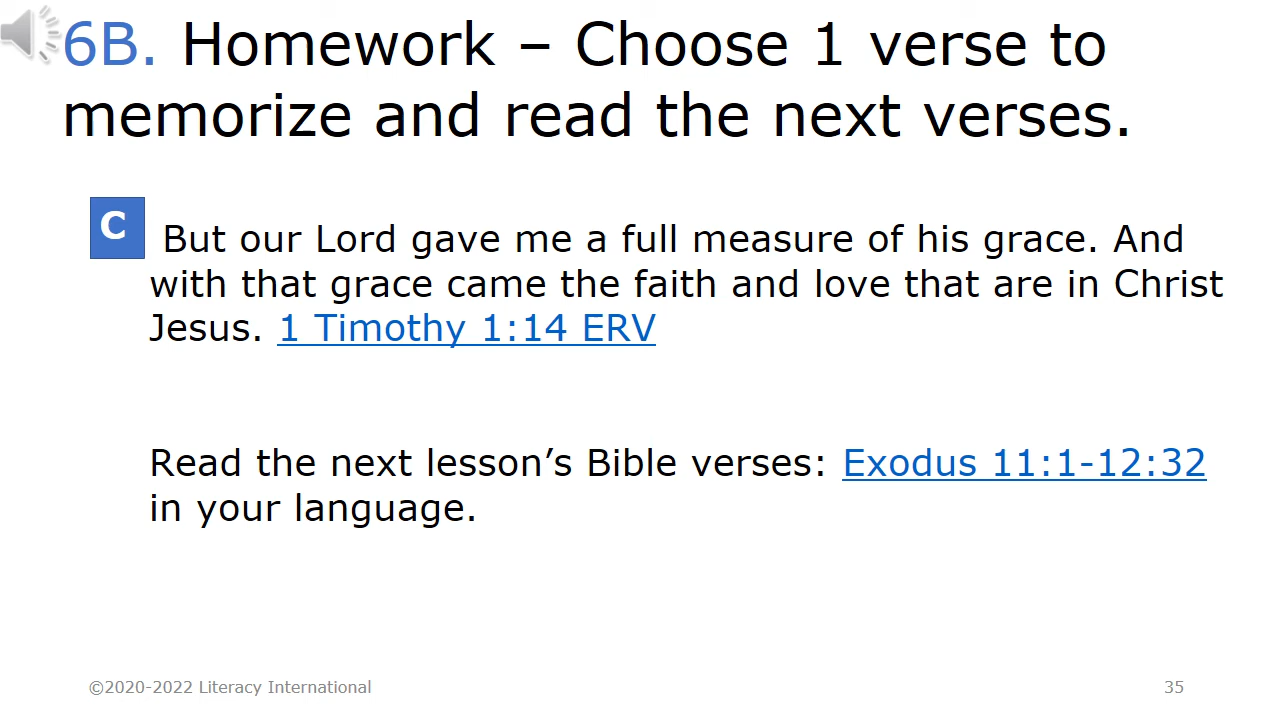 6B. Homework – Choose 1 verse to
memorize and read the next verses.
C
But our Lord gave me a full measure of his grace. And
with that grace came the faith and love that are in Christ
Jesus. 1 Timothy 1:14 ERV
Read the next lesson’s Bible verses: Exodus 11:1-12:32
in your language.
©2020-2022 Literacy International
35